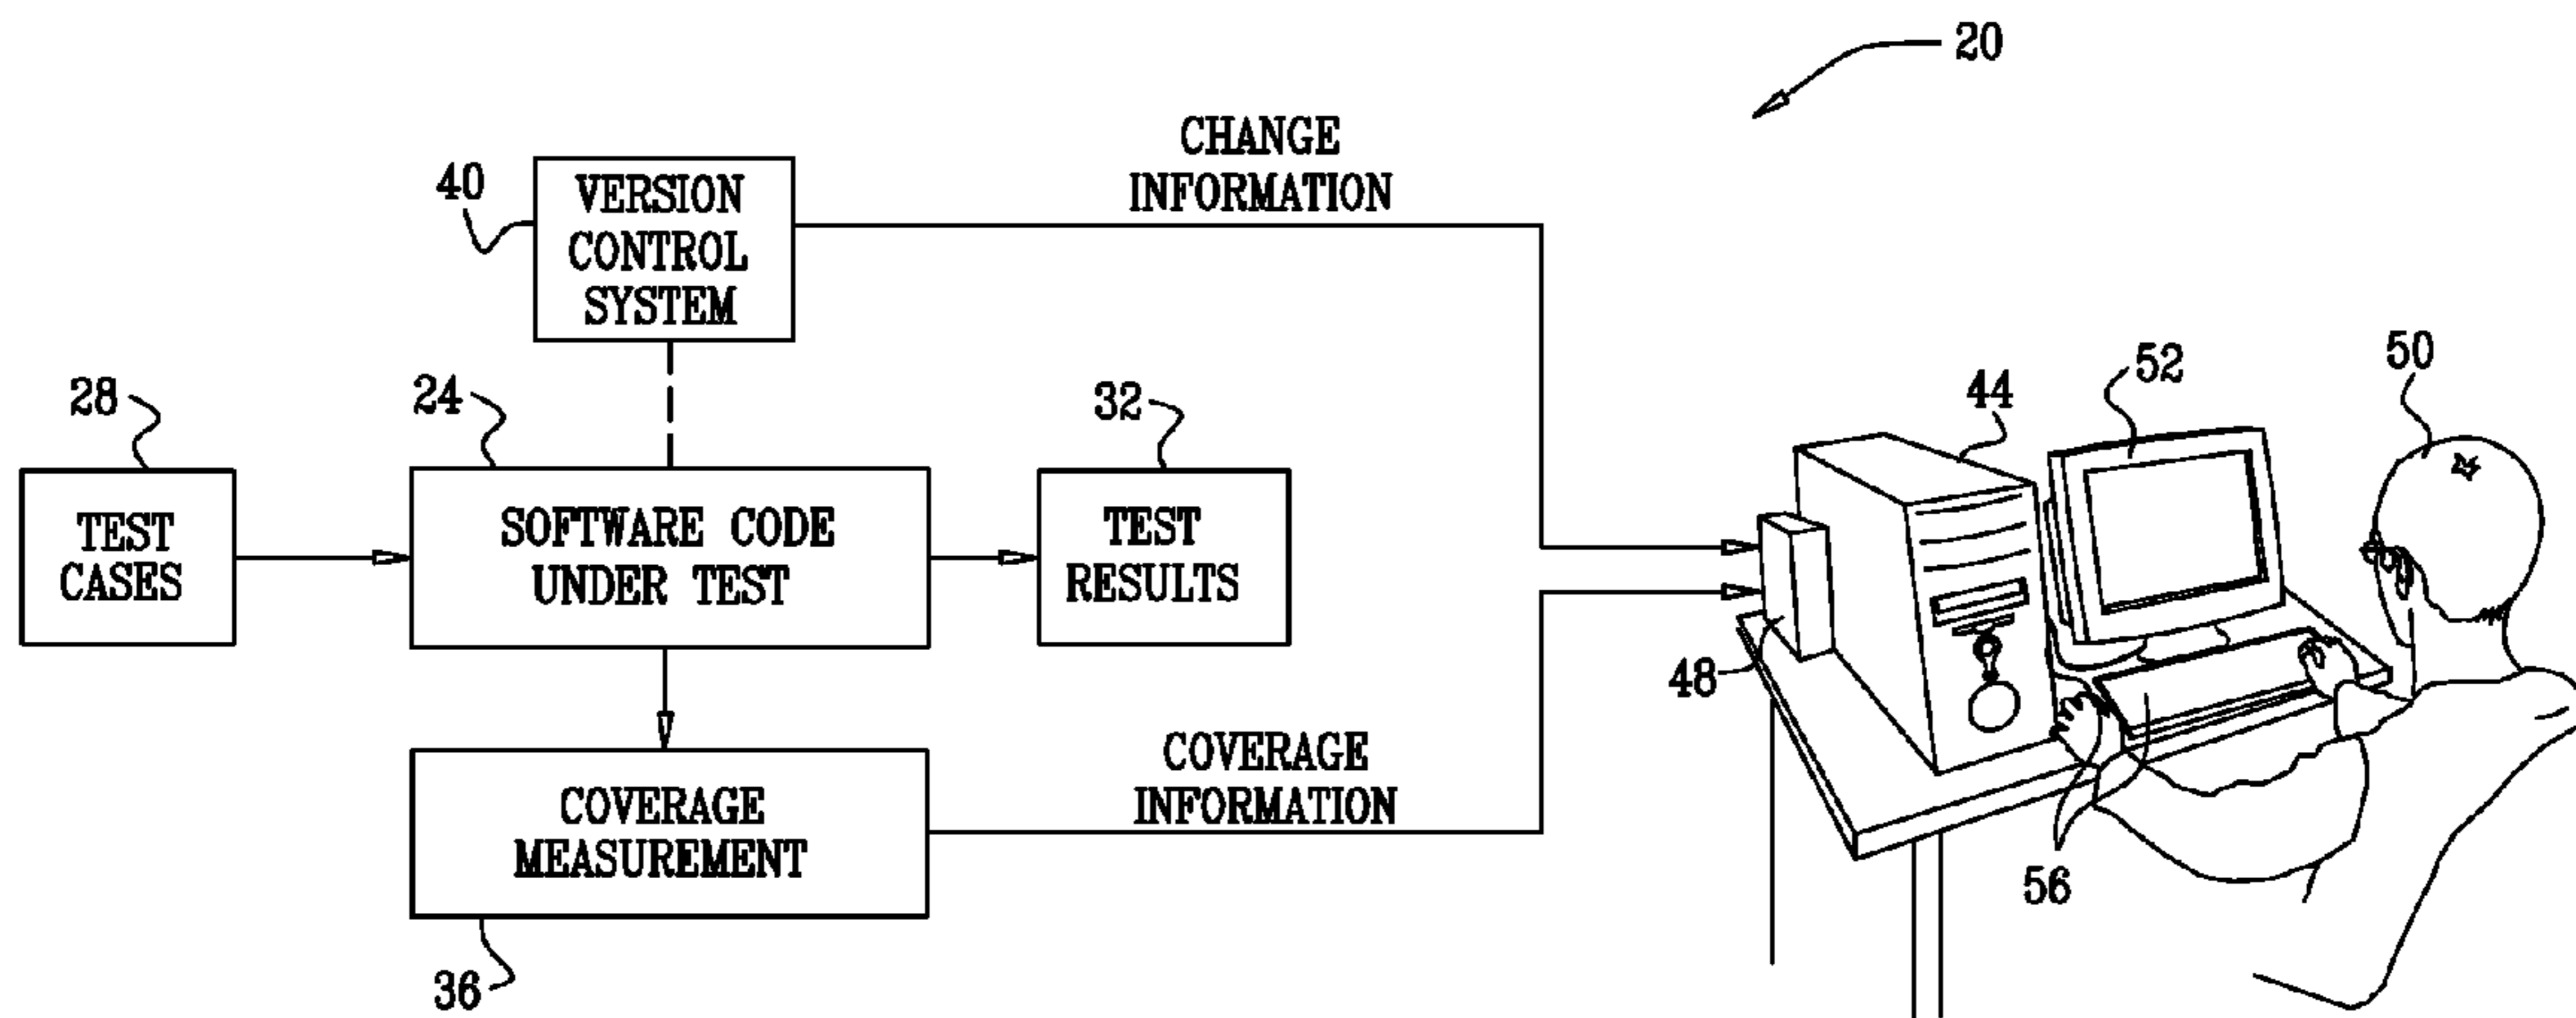 20
CHANGE
INFORMATION
40
VERSION
CONTROL
SYSTEM
28
24
32
44
52
50
TEST
CASES
SOFTWARE CODE
UNDER TEST
TEST
RESULTS
48
COVERAGE
INFORMATION
COVERAGE
MEASUREMENT
56
36